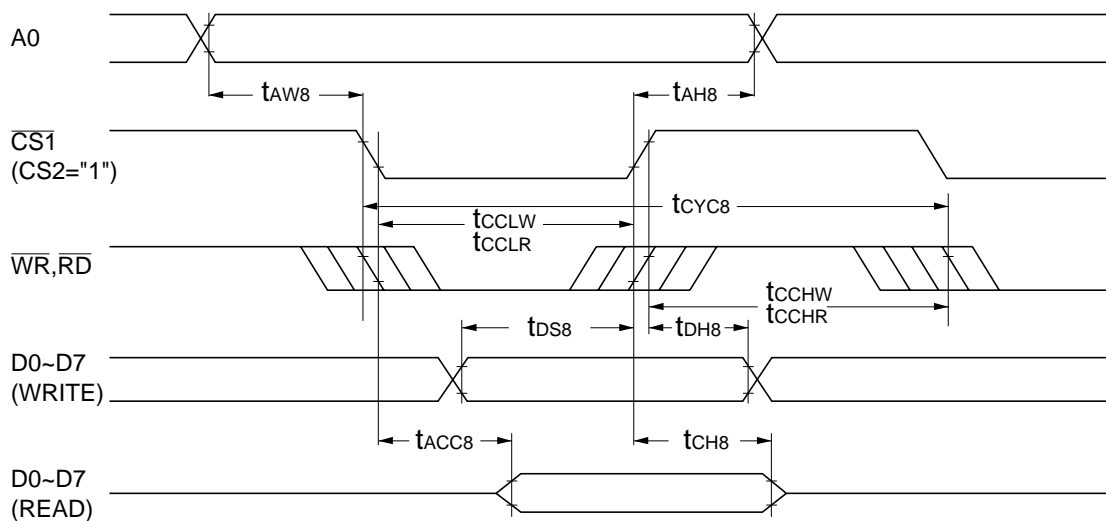 A0
tAW8
tAH8
CS1
(CS2="1")
tCYC8
tCCLW
tCCLR
WR,RD
tCCHW
tCCHR
tDS8
tDH8
D0~D7
(WRITE)
tACC8
tCH8
D0~D7
(READ)